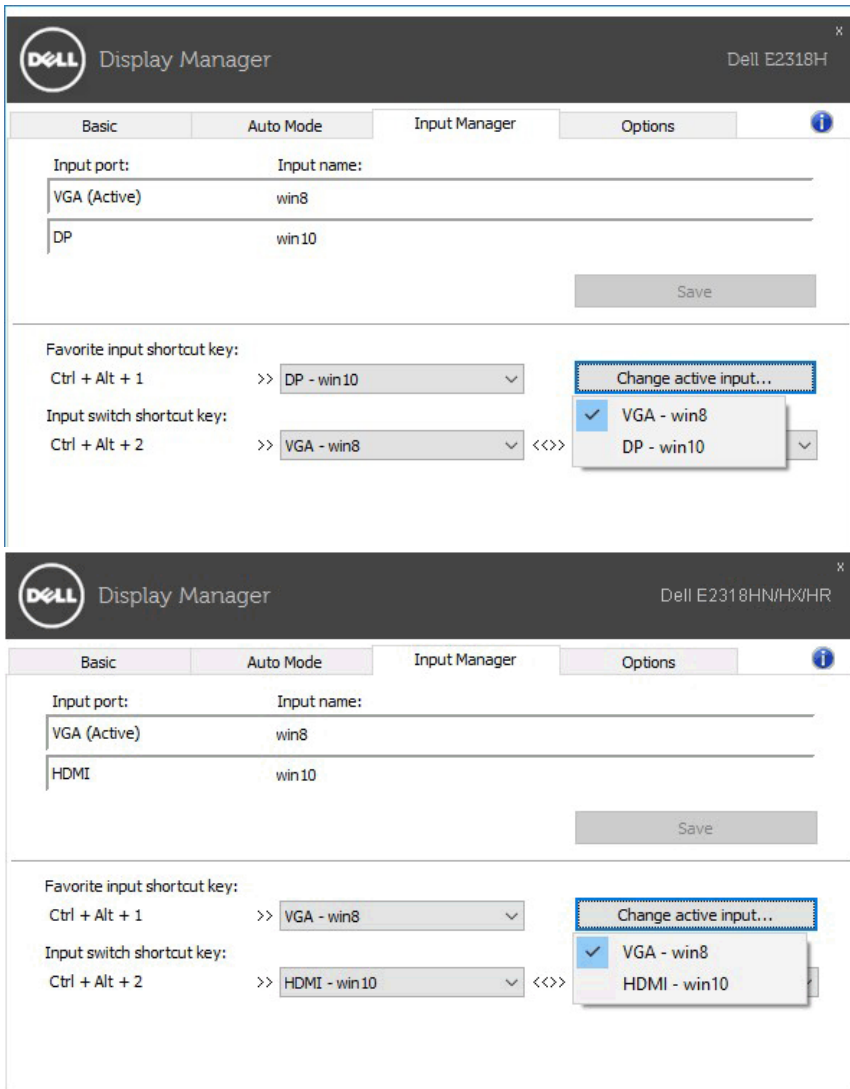 x
DELL Display Manager Dell E2318H
Basic Auto Mode Input Manager Options i
Input port: Input name:
VGA (Active) win8
DP win10
Save
Favorite input shortcut key:
Ctrl + Alt + 1 >> DP - win10 Change active input...
Input switch shortcut key: VGA - win8
Ctrl + Alt + 2 >> VGA - win8 <<>> DP - win10
x
DELL Display Manager Dell E2318HN/HX/HR
Basic Auto Mode Input Manager Options i
Input port: Input name:
VGA (Active) win8
HDMI win10
Save
Favorite input shortcut key:
Ctrl + Alt + 1 >> VGA - win8 Change active input...
Input switch shortcut key: VGA - win8
Ctrl + Alt + 2 >> HDMI - win10 <<>> HDMI - win10